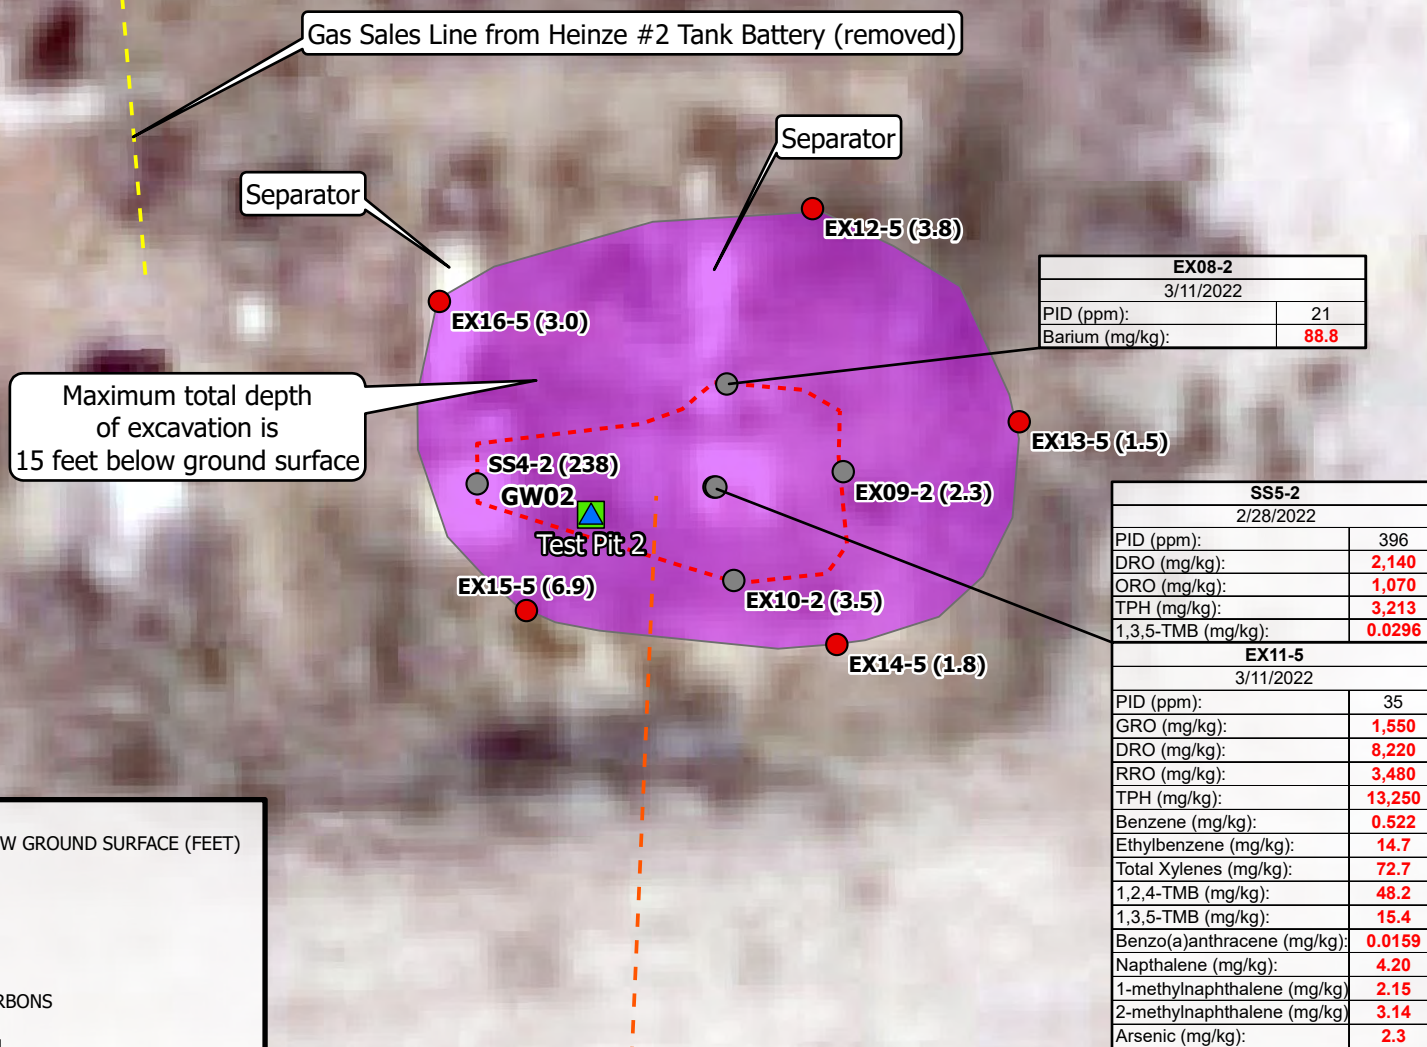 Gas Sales Line from Heinze #2 Tank Battery (removed)
Separator
Separator
EX12-5 (3.8)
EX16-5 (3.0)
Maximum total depth
of excavation is
15 feet below ground surface
EX13-5 (1.5)
SS4-2 (238)
EX09-2 (2.3)
GW02
Test Pit 2
EX15-5 (6.9)
EX10-2 (3.5)
EX14-5 (1.8)
EX08-2
3/11/2022
PID (ppm): 21
Barium (mg/kg): 88.8
SS5-2
2/28/2022
PID (ppm): 396
DRO (mg/kg): 2,140
ORO (mg/kg): 1,070
TPH (mg/kg): 3,213
1,3,5-TMB (mg/kg): 0.0296
EX11-5
3/11/2022
PID (ppm): 35
GRO (mg/kg): 1,550
DRO (mg/kg): 8,220
RRO (mg/kg): 3,480
TPH (mg/kg): 13,250
Benzene (mg/kg): 0.522
Ethylbenzene (mg/kg): 14.7
Total Xylenes (mg/kg): 72.7
1,2,4-TMB (mg/kg): 48.2
1,3,5-TMB (mg/kg): 15.4
Benzo(a)anthracene (mg/kg): 0.0159
Napthalene (mg/kg): 4.20
1-methylnaphthalene (mg/kg) 2.15
2-methylnaphthalene (mg/kg) 3.14
Arsenic (mg/kg): 2.3
W GROUND SURFACE (FEET)
RBONS